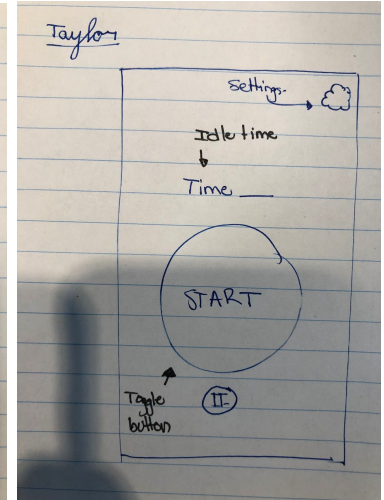 Taylor
Settings.
Idle time
Time
START
Toggle
button
II